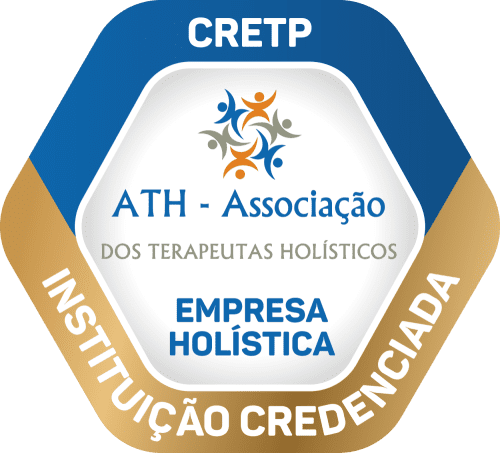 CRETP
ATH - Associação
DOS TERAPEUTAS HOLÍSTICOS
EMPRESA
HOLÍSTICA
INSTITUIÇÃO CREDENCIADA